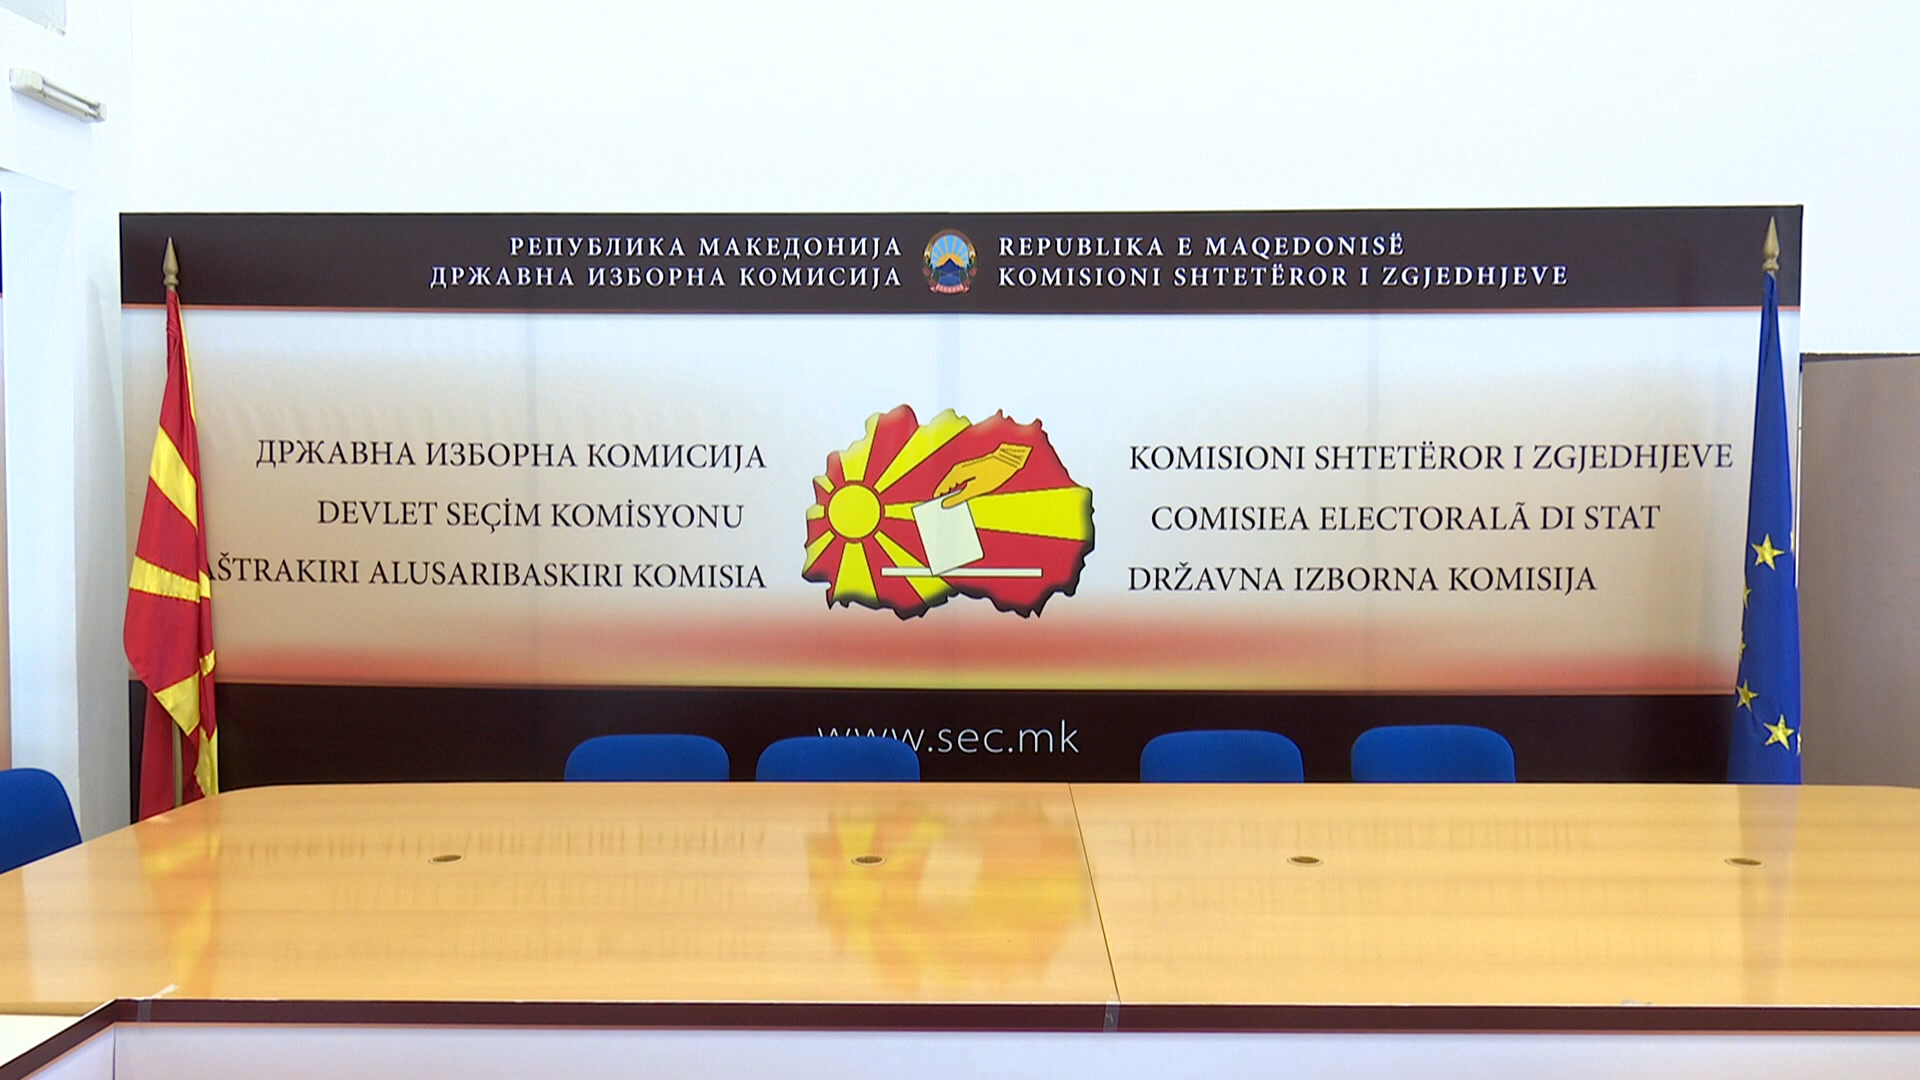 РЕПУБЛИКА МАКЕДОНИЈА
ДРЖАВНА ИЗБОРНА КОМИСИЈА
REPUBLIKA E MAQEDONISË
KOMISIONI SHTETËROR I ZGJEDHJEVE
ДРЖАВНА ИЗБОРНА КОМИСИЈА
DEVLET SEÇİM KOMİSYONU
AŠTRAKIRI ALUSARIBASKIRI KOMISIA
KOMISIONI SHTETËROR I ZGJEDHJEVE
COMISIEA ELECTORALÃ DI STAT
DRŽAVNA IZBORNA KOMISIJA
www.sec.mk